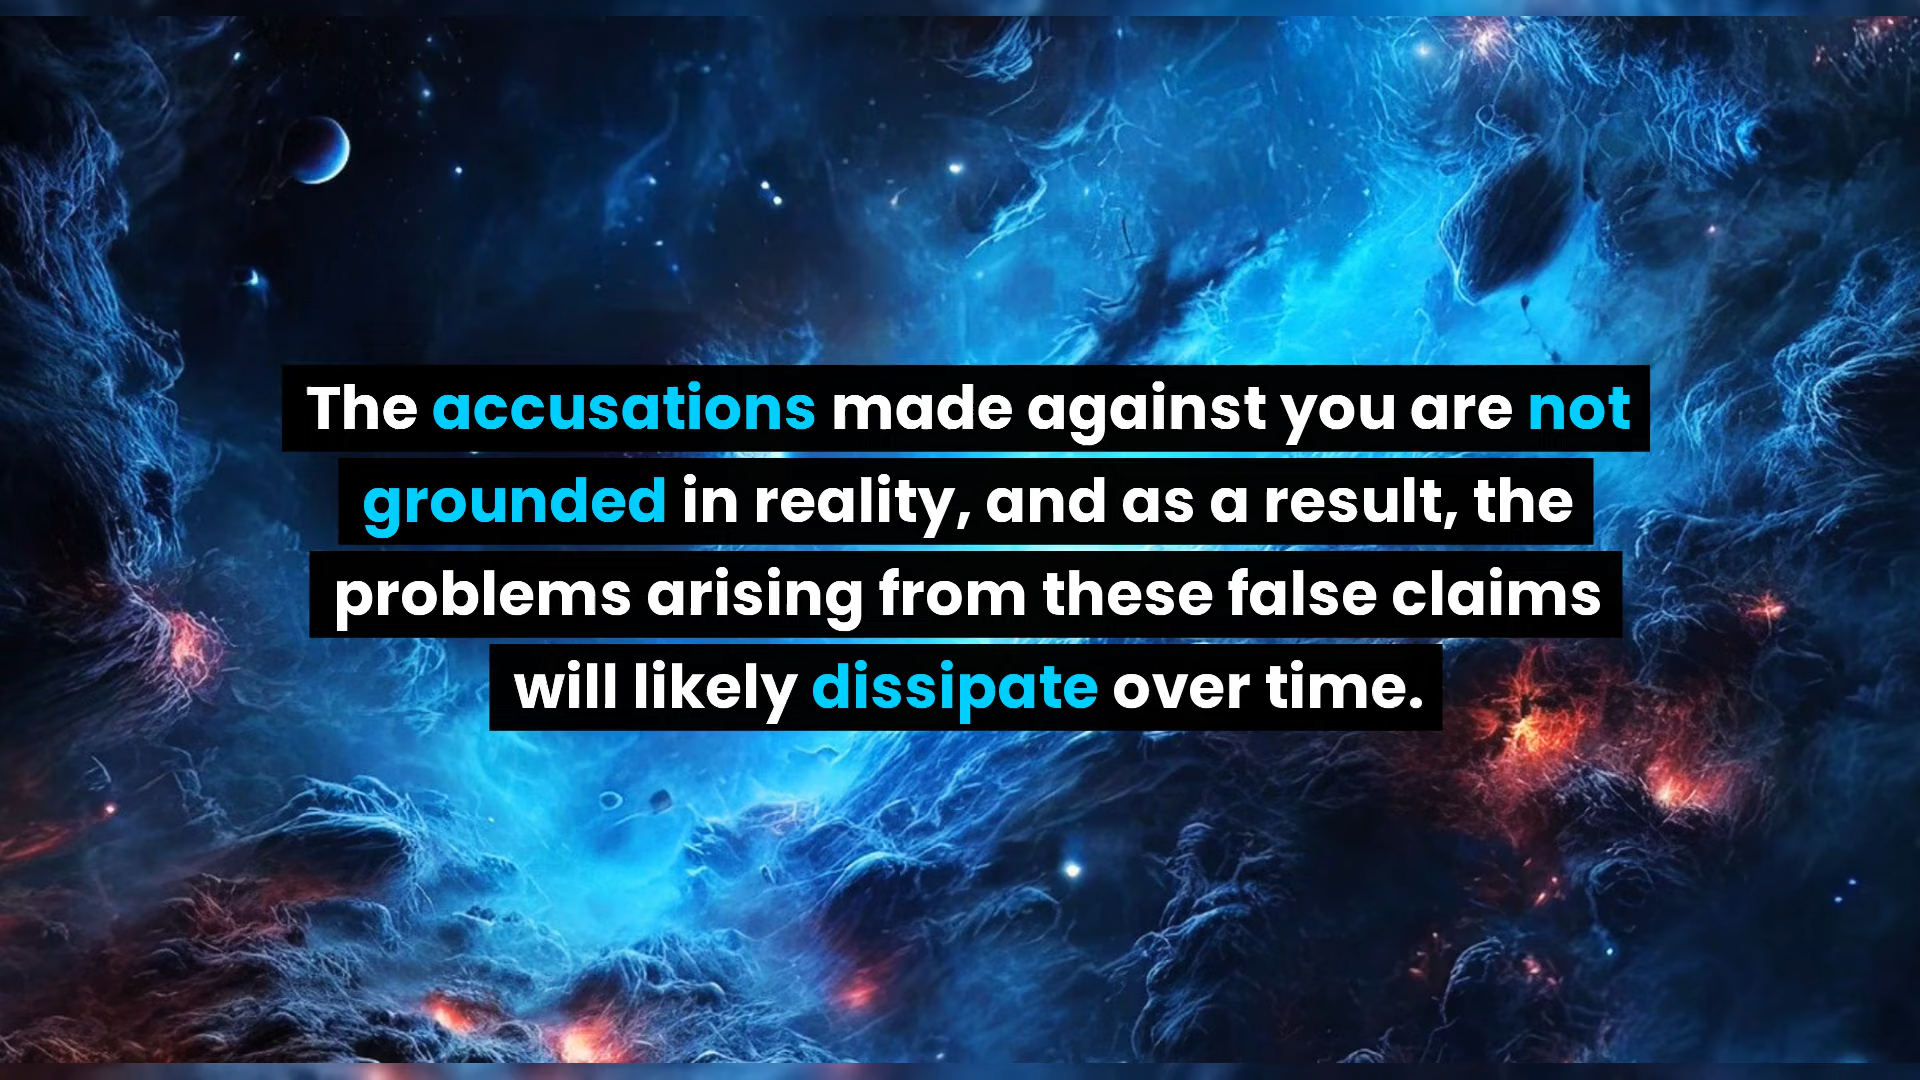 The accusations made against you are not
grounded in reality, and as a result, the
problems arising from these false claims
will likely dissipate over time.